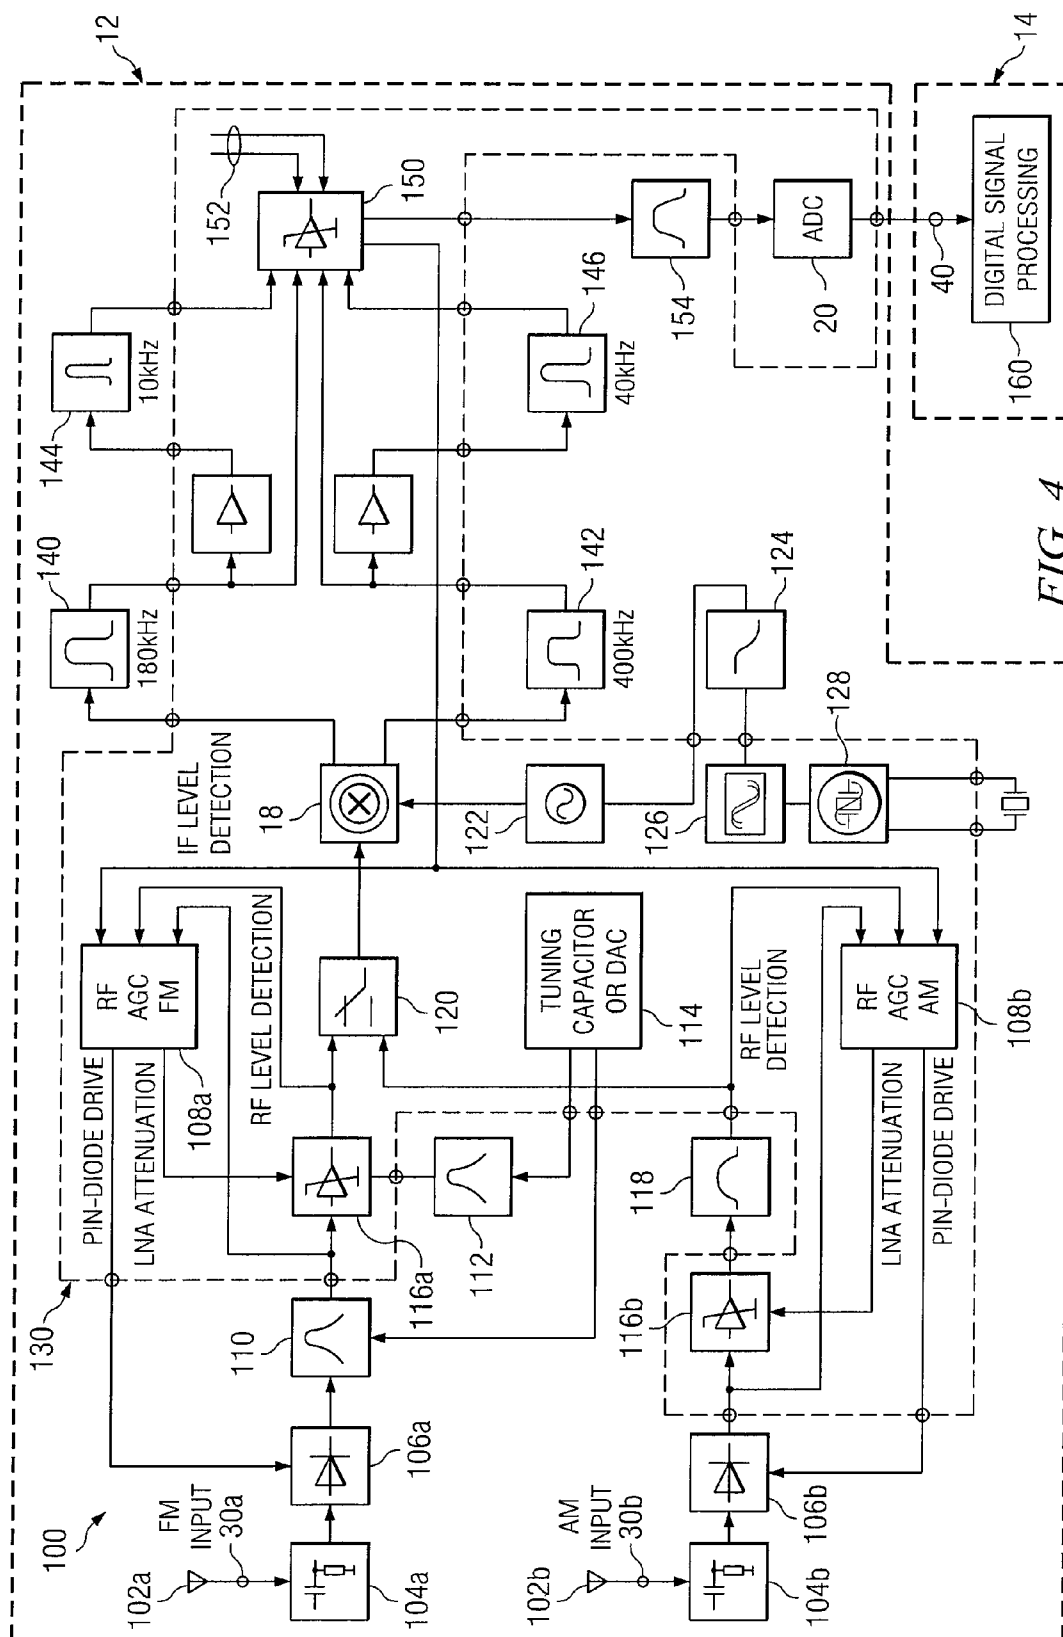 12
14
152
150
144
10kHz
146
40kHz
154
ADC
20
40
DIGITAL SIGNAL
PROCESSING
160
140
180kHz
142
400kHz
124
FIG. 4
IF LEVEL
DETECTION
18
122
126
128
RF
AGC
FM
108a
RF LEVEL DETECTION
120
TUNING
CAPACITOR
OR DAC
114
RF LEVEL
DETECTION
RF
AGC
AM
108b
PIN-DIODE DRIVE
LNA ATTENUATION
116a
112
118
LNA ATTENUATION
PIN-DIODE DRIVE
130
110
116b
100
106a
106b
FM
INPUT
30a
102a
104a
AM
INPUT
30b
102b
104b